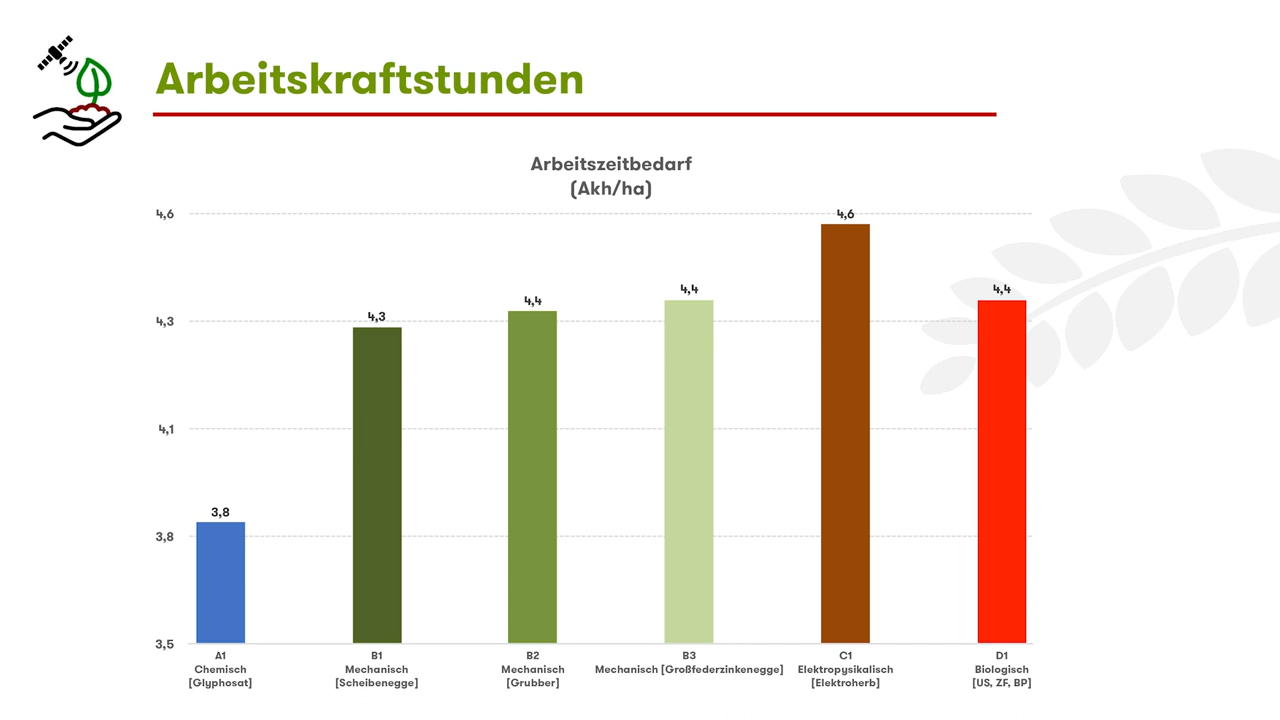 Arbeitskraftstunden
Arbeitszeitbedarf
(Akh/ha)
4,6
4,3
4,1
3,8
3,5
3,8
4,3
4,4
4,4
4,6
4,4
A1
Chemisch
[Glyphosat]
B1
Mechanisch
[Scheibenegge]
B2
Mechanisch
[Grubber]
B3
Mechanisch [Großfederzinkenegge]
C1
Elektropysikalisch
[Elektroherb]
D1
Biologisch
[US, ZF, BP]